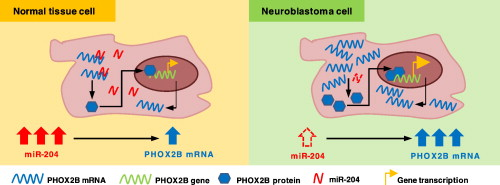 Normal tissue cell
Neuroblastoma cell
miR-204
PHOX2B mRNA
miR-204
PHOX2B mRNA
PHOX2B mRNA
PHOX2B gene
PHOX2B protein
miR-204
Gene transcription